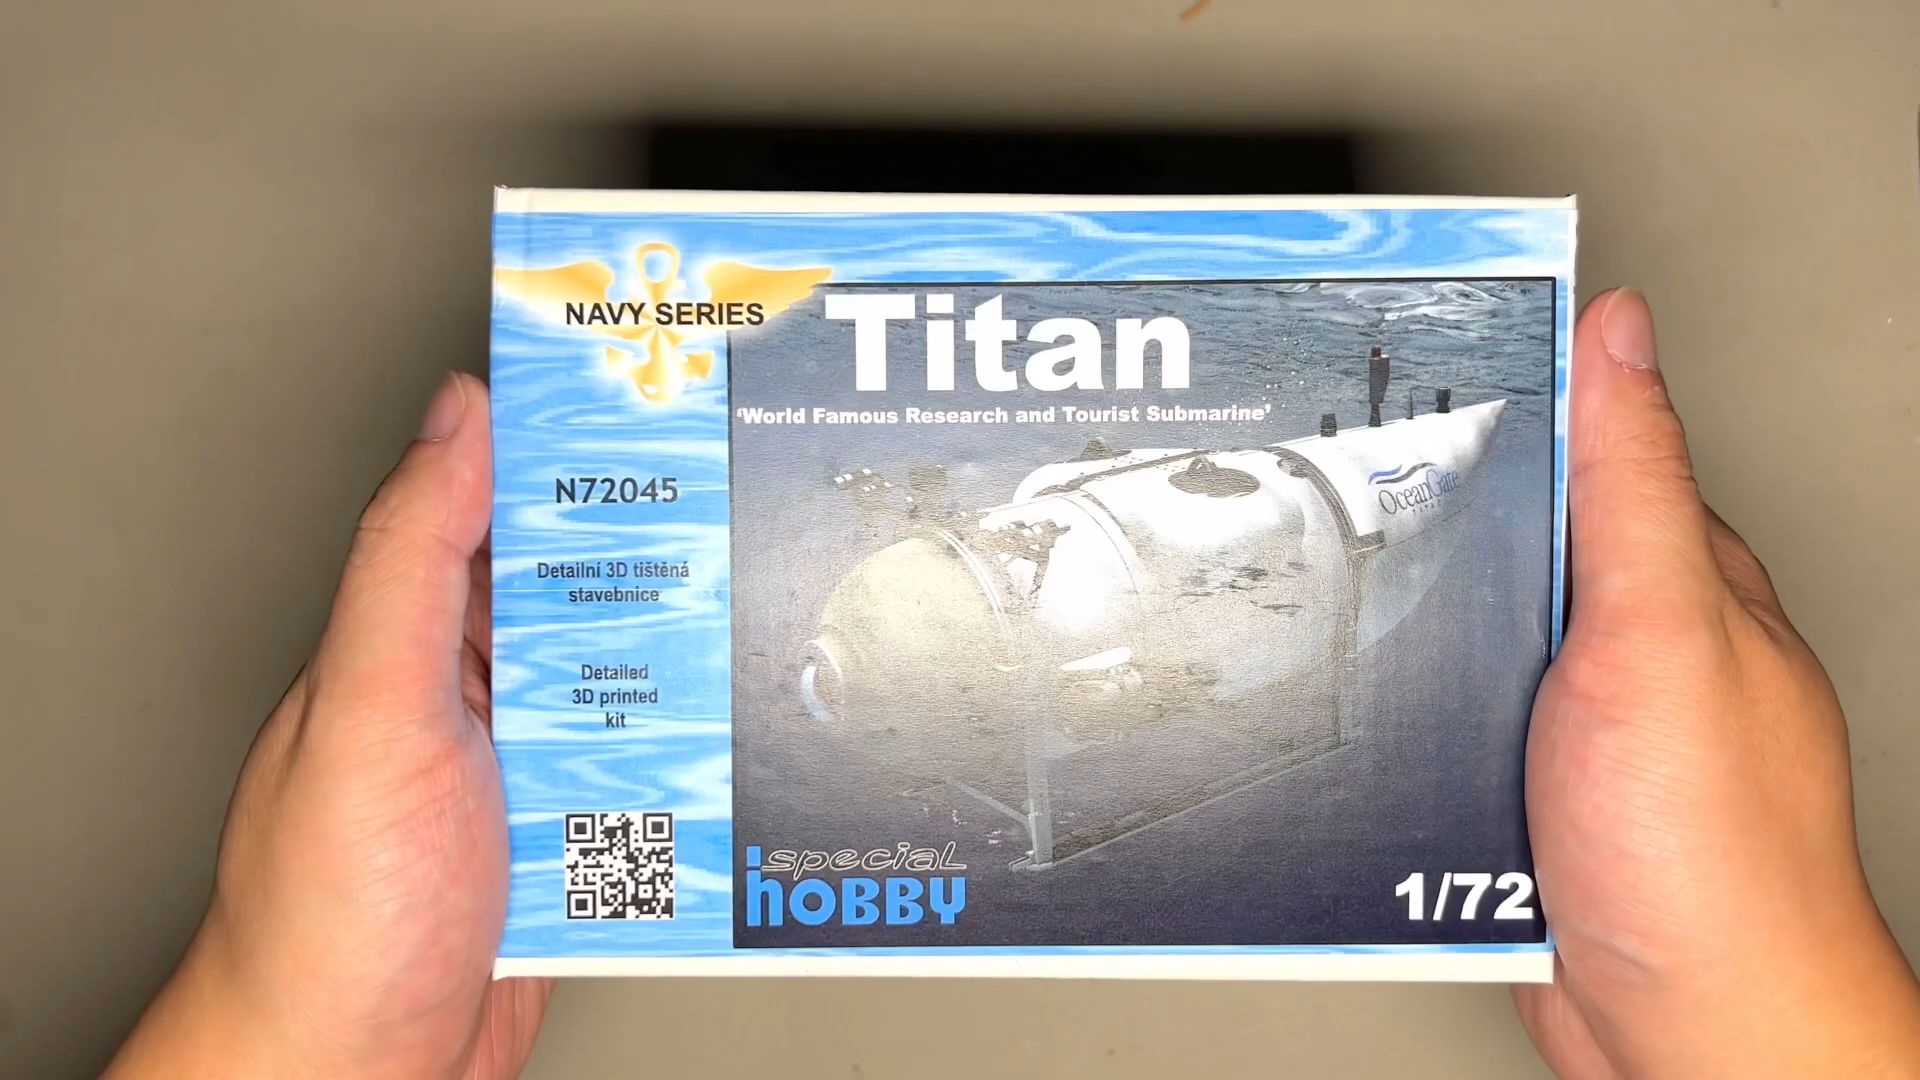 NAVY SERIES
Titan
‘World Famous Research and Tourist Submarine’
N72045
Detailní 3D tištěná
stavebnice
Detailed
3D printed
kit
OceanGate
special
hobby
1/72